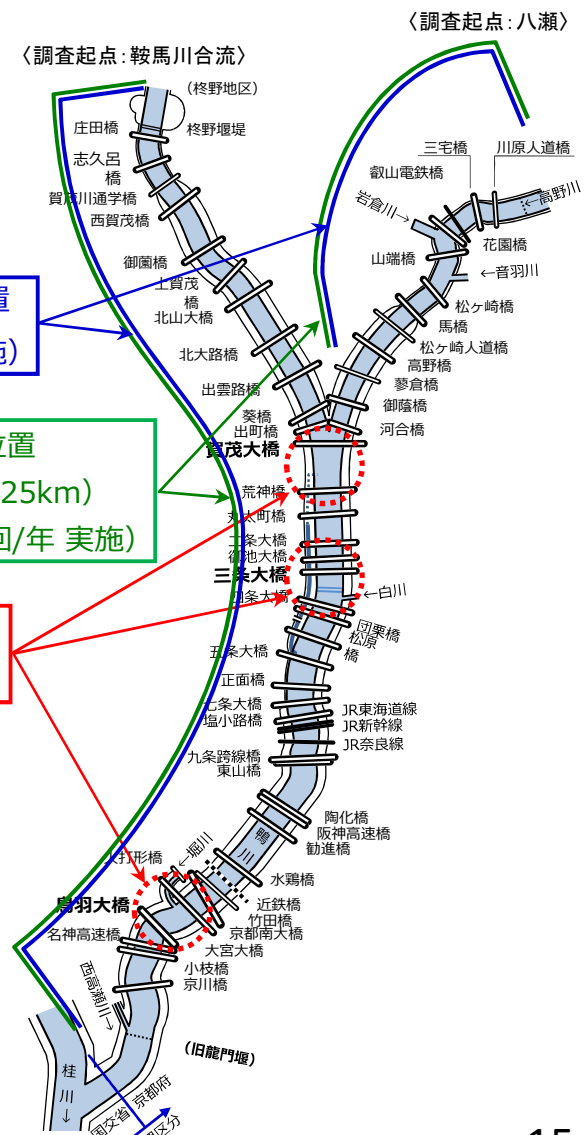 〈調査起点:八瀬〉
〈調査起点:鞍馬川合流〉
(柊野地区)
庄田橋
柊野堰堤
志久呂
橋
賀茂川通学橋
西賀茂橋
御薗橋
上賀茂
橋
北山大橋
北大路橋
出雲路橋
葵橋
出町橋
賀茂大橋
荒神橋
丸太町橋
二条大橋
御池大橋
三条大橋
四条大橋
五条大橋
正面橋
七条大橋
塩小路橋
九条跨線橋
東山橋
三宅橋
川原人道橋
叡山電鉄橋
←高野川
岩倉川→
花園橋
山端橋
←音羽川
松ヶ崎橋
馬橋
松ヶ崎人道橋
高野橋
蓼倉橋
御蔭橋
河合橋
←白川
団栗橋
松原
橋
JR東海道線
JR新幹線
JR奈良線
陶化橋
阪神高速橋
勧進橋
鴨川
←堀川
水鶏橋
近鉄橋
竹田橋
京都南大橋
大宮大橋
打形橋
鳥羽大橋
名神高速橋
小枝橋
京川橋
西高瀬川→
(旧龍門堰)
桂川→
国交省 京都府
区分
置
施)
位置
25km)
回/年 実施)
15